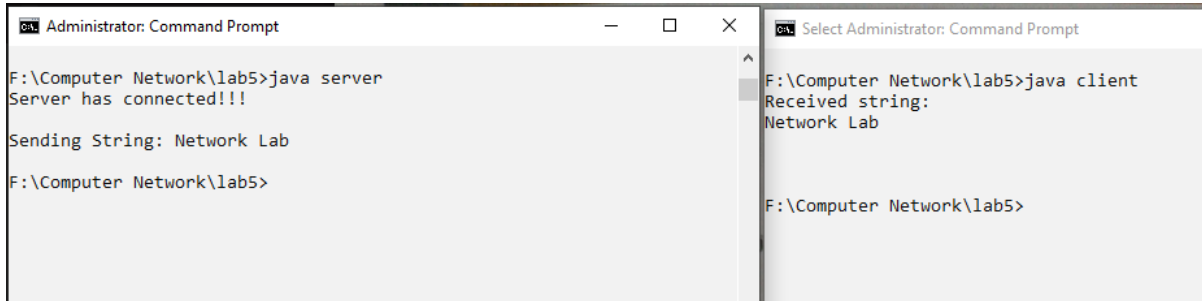 Administrator: Command Prompt
F:\Computer Network\lab5>java server
Server has connected!!!
Sending String: Network Lab
F:\Computer Network\lab5>
Select Administrator: Command Prompt
F:\Computer Network\lab5>java client
Received string:
Network Lab
F:\Computer Network\lab5>